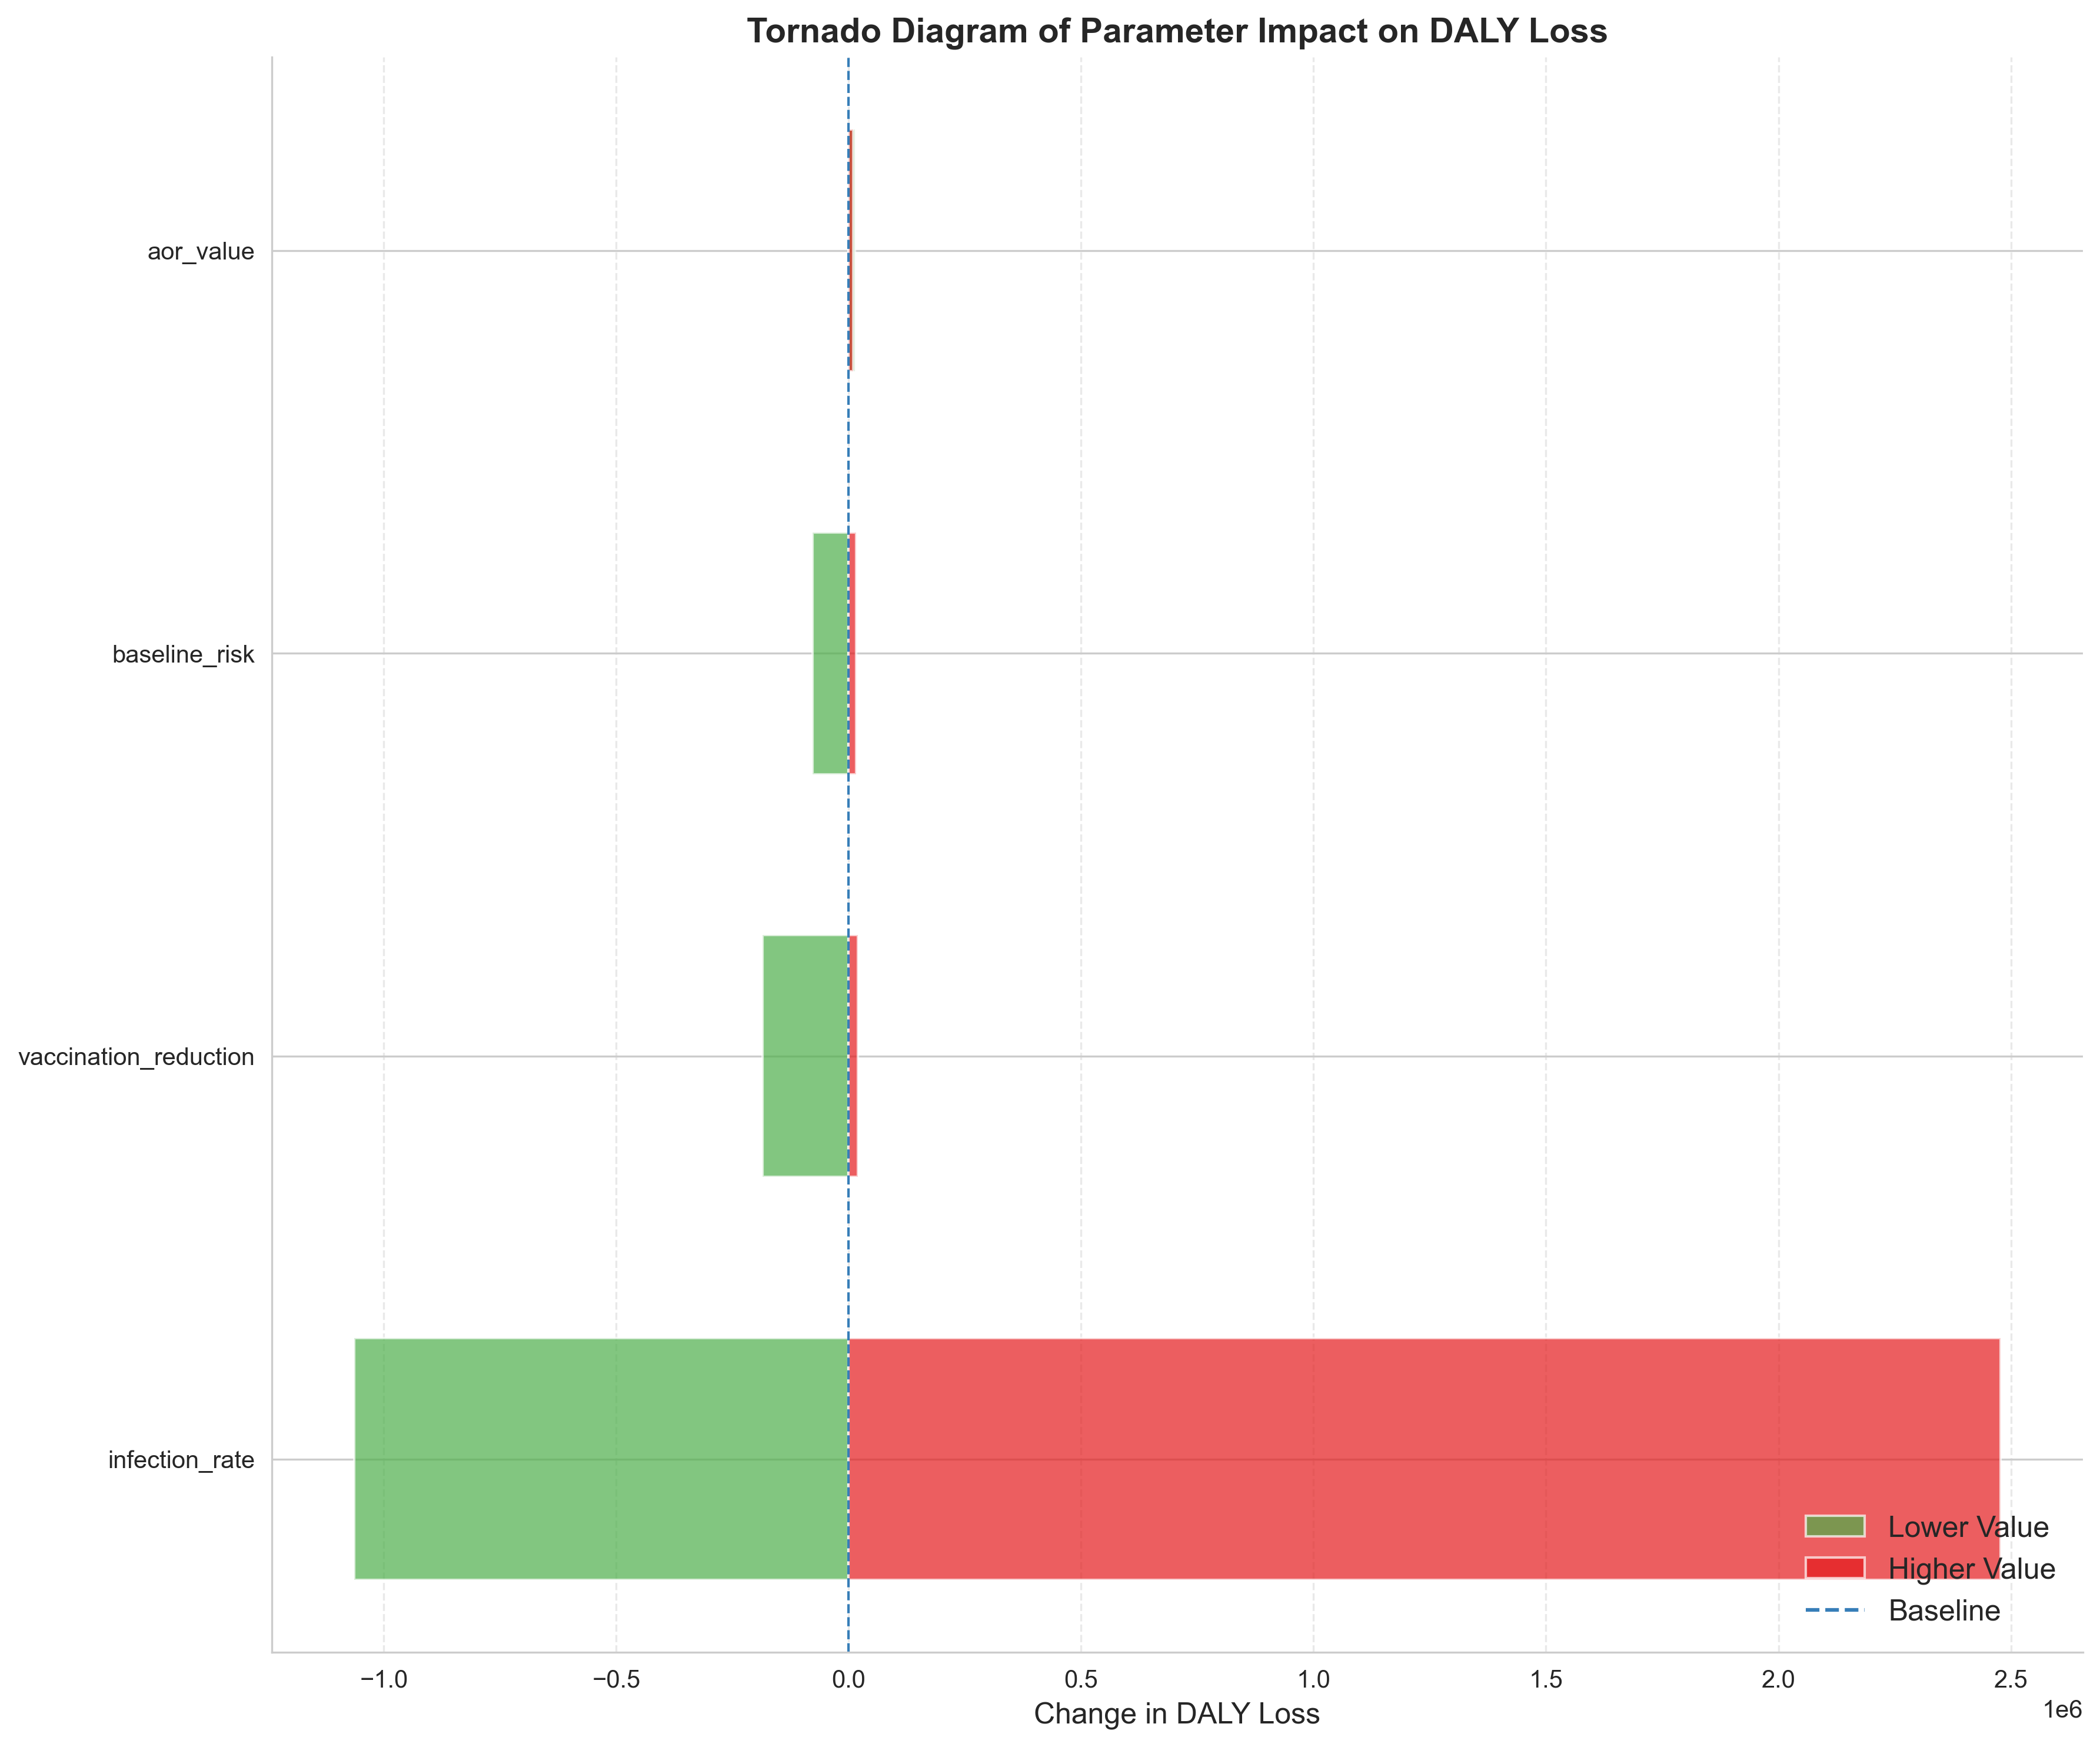 Tornado Diagram of Parameter Impact on DALY Loss
aor_value
baseline_risk
vaccination_reduction
infection_rate
Lower Value
Higher Value
Baseline
−1.0 −0.5 0.0 0.5 1.0 1.5 2.0 2.5
Change in DALY Loss
1e6